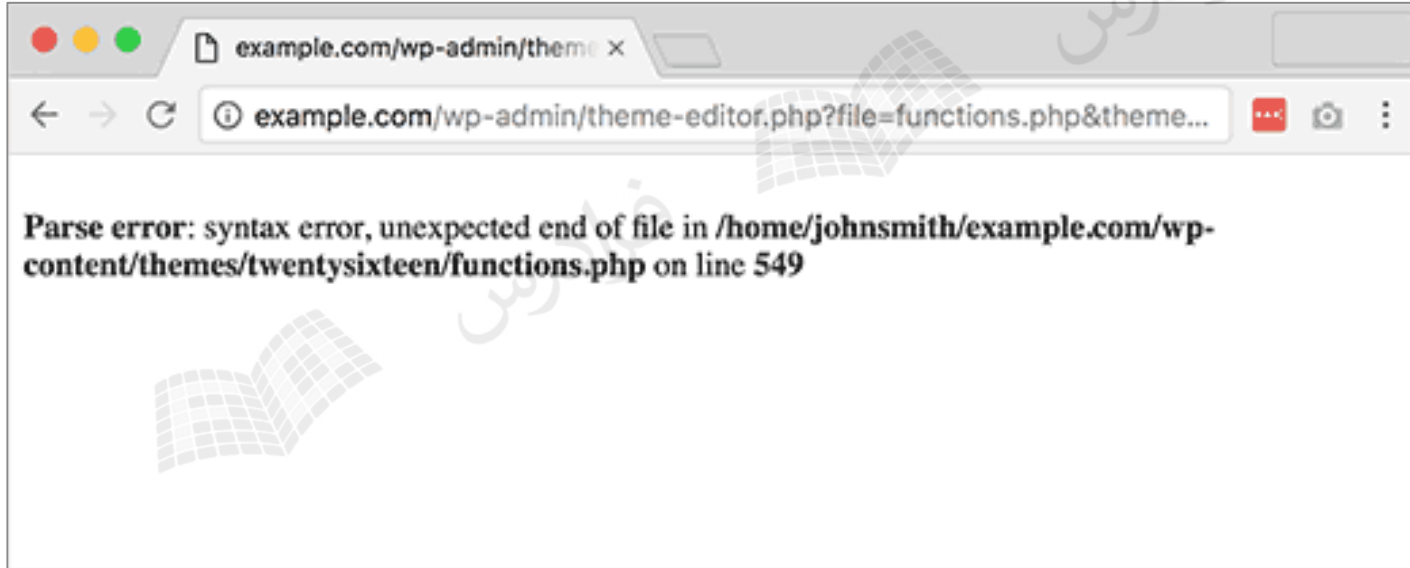 example.com/wp-admin/theme
example.com/wp-admin/theme-editor.php?file=functions.php&theme...
Parse error: syntax error, unexpected end of file in /home/johnsmith/example.com/wp-
content/themes/twentysixteen/functions.php on line 549
فرادرس